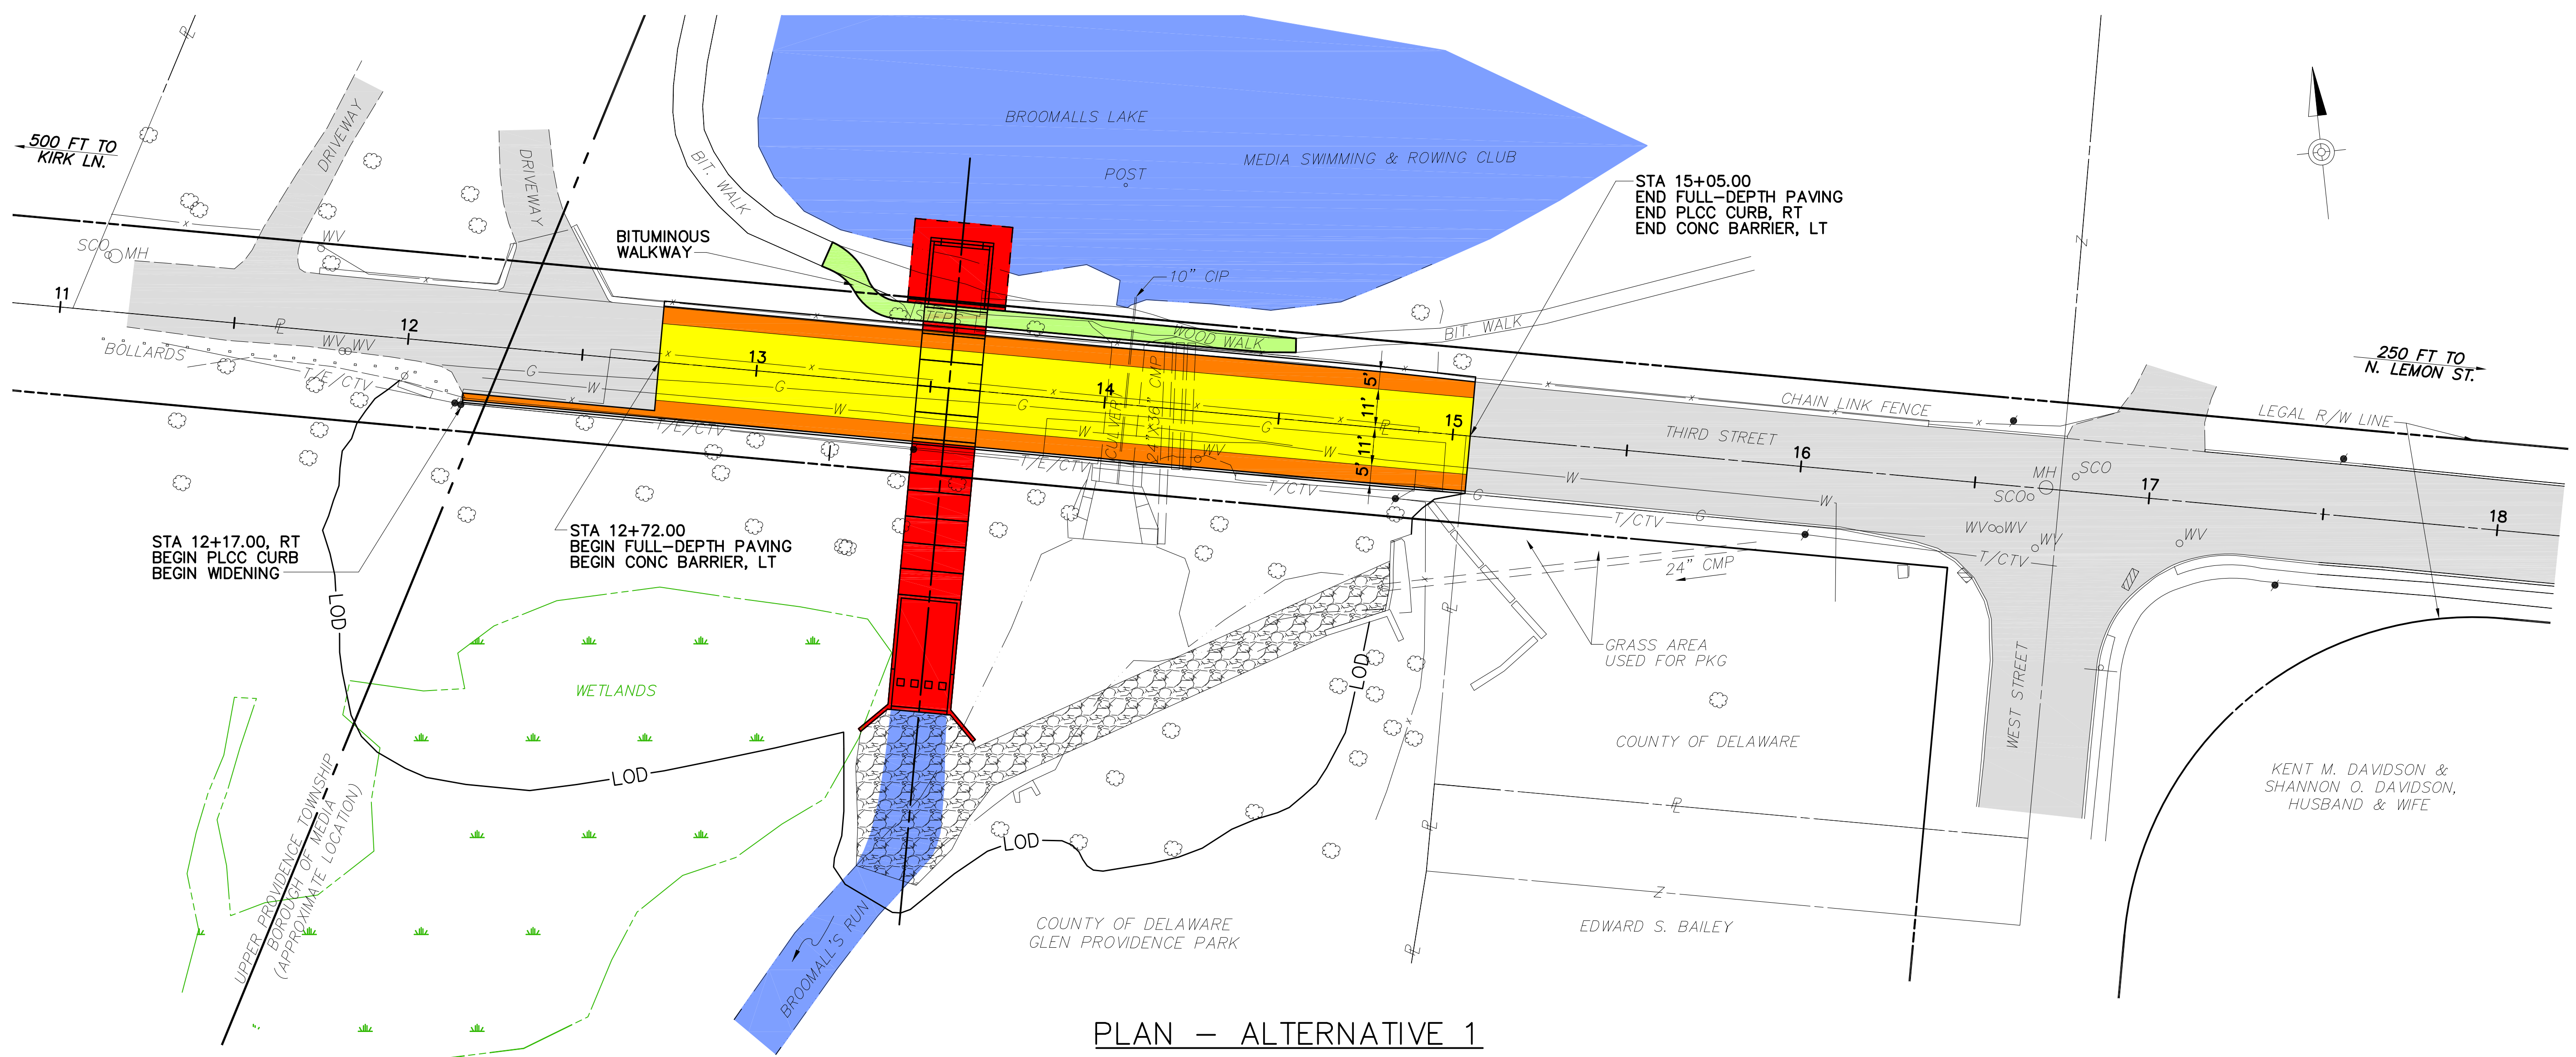 500 FT TO
KIRK LN.
DRIVEWAY
DRIVEWAY
BIT. WALK
BROOMALLS LAKE
MEDIA SWIMMING & ROWING CLUB
POST
STA 15+05.00
END FULL-DEPTH PAVING
END PLCC CURB, RT
END CONC BARRIER, LT
BITUMINOUS
WALKWAY
10" CIP
SCO
MH
WV
11
12
13
14
15
16
17
18
PL
BOLLARDS
WV WV
T/E/CTV
STEPS
WOOD WALK
BIT. WALK
CULVERT
24"X36" CMP
5'
11'
11'
5'
G
G
G
G
W
W
W
W
W
W
T/E/CTV
T/E/CTV
WV
T/CTV
CHAIN LINK FENCE
THIRD STREET
LEGAL R/W LINE
250 FT TO
N. LEMON ST.
MH
SCO
SCO
WV
WV
WV
WV
T/CTV
T/CTV
G
G
24" CMP
STA 12+17.00, RT
BEGIN PLCC CURB
BEGIN WIDENING
STA 12+72.00
BEGIN FULL-DEPTH PAVING
BEGIN CONC BARRIER, LT
LOD
LOD
LOD
LOD
WETLANDS
GRASS AREA
USED FOR PKG
COUNTY OF DELAWARE
WEST STREET
KENT M. DAVIDSON &
SHANNON O. DAVIDSON,
HUSBAND & WIFE
UPPER PROVIDENCE TOWNSHIP
BOROUGH OF MEDIA
(APPROXIMATE LOCATION)
BROOMALL'S RUN
COUNTY OF DELAWARE
GLEN PROVIDENCE PARK
EDWARD S. BAILEY
PLAN - ALTERNATIVE 1